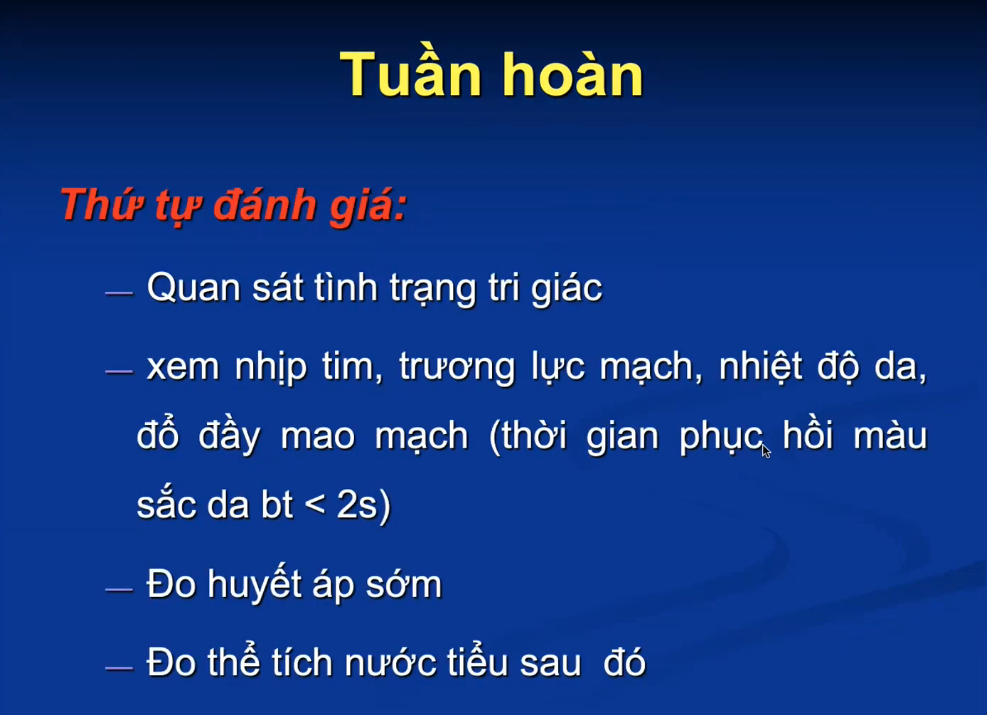 Tuần hoàn
Thứ tự đánh giá:
— Quan sát tình trạng tri giác
— xem nhịp tim, trương lực mạch, nhiệt độ da,
đổ đầy mao mạch (thời gian phục hồi màu
sắc da bt < 2s)
— Đo huyết áp sớm
— Đo thể tích nước tiểu sau đó